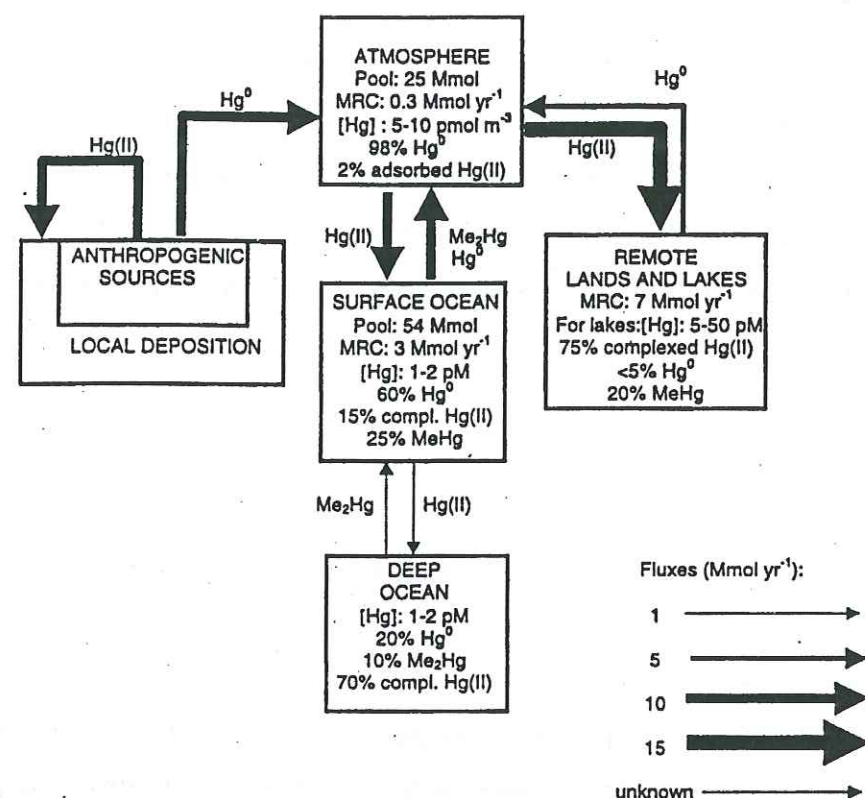 ATMOSPHERE
Pool: 25 Mmol
MRC: 0.3 Mmol yr⁻¹
[Hg] : 5-10 pmol m⁻³
98% Hg⁰
2% adsorbed Hg(II)
Hg⁰
Hg(II)
Hg⁰
Hg(II)
ANTHROPOGENIC
SOURCES
LOCAL DEPOSITION
Hg(II)
Me₂Hg
Hg⁰
SURFACE OCEAN
Pool: 54 Mmol
MRC: 3 Mmol yr⁻¹
[Hg]: 1-2 pM
60% Hg⁰
15% compl. Hg(II)
25% MeHg
REMOTE
LANDS AND LAKES
MRC: 7 Mmol yr⁻¹
For lakes:[Hg]: 5-50 pM
75% complexed Hg(II)
<5% Hg⁰
20% MeHg
Me₂Hg
Hg(II)
DEEP
OCEAN
[Hg]: 1-2 pM
20% Hg⁰
10% Me₂Hg
70% compl. Hg(II)
Fluxes (Mmol yr⁻¹):
1
5
10
15
unknown